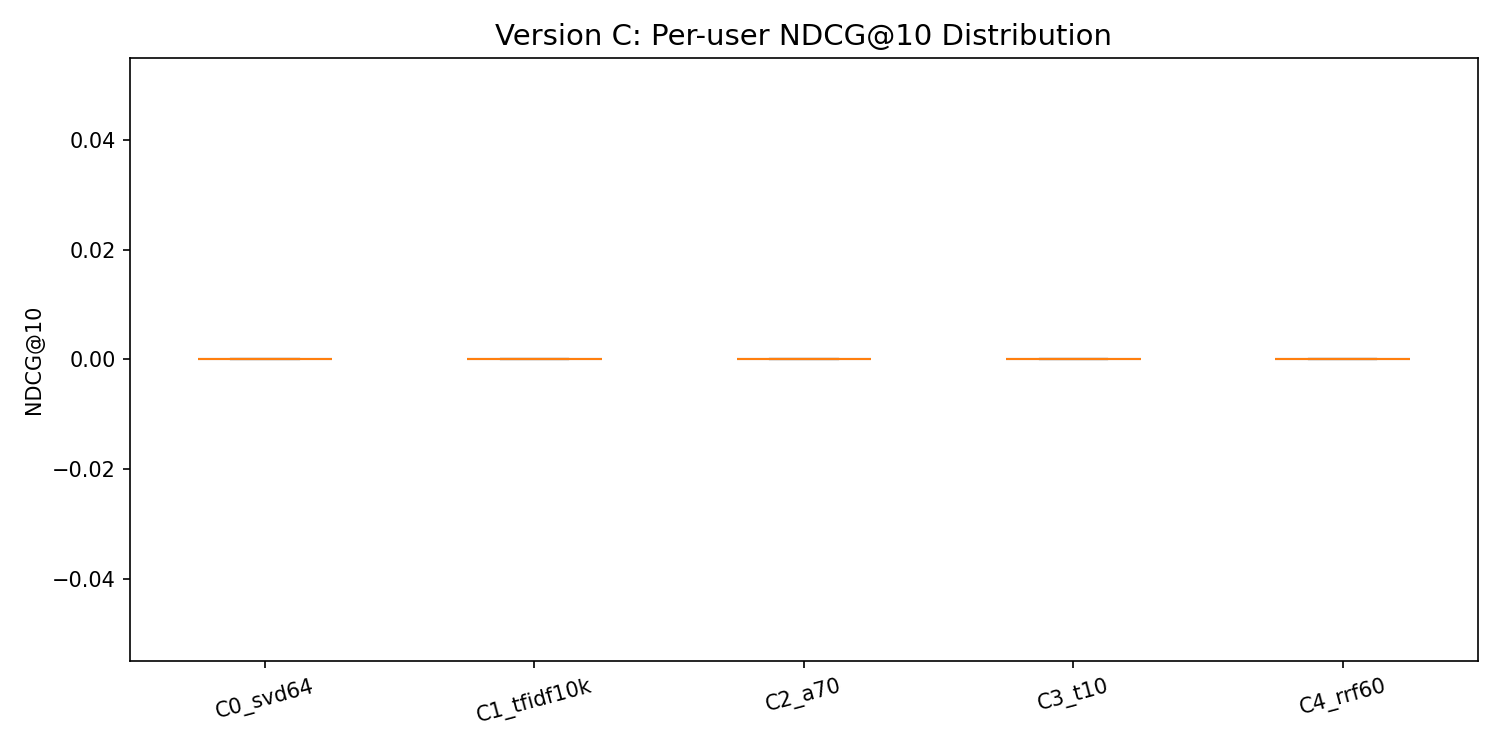 Version C: Per-user NDCG@10 Distribution
NDCG@10
0.04
0.02
0.00
−0.02
−0.04
C0_svd64
C1_tfidf10k
C2_a70
C3_t10
C4_rrf60